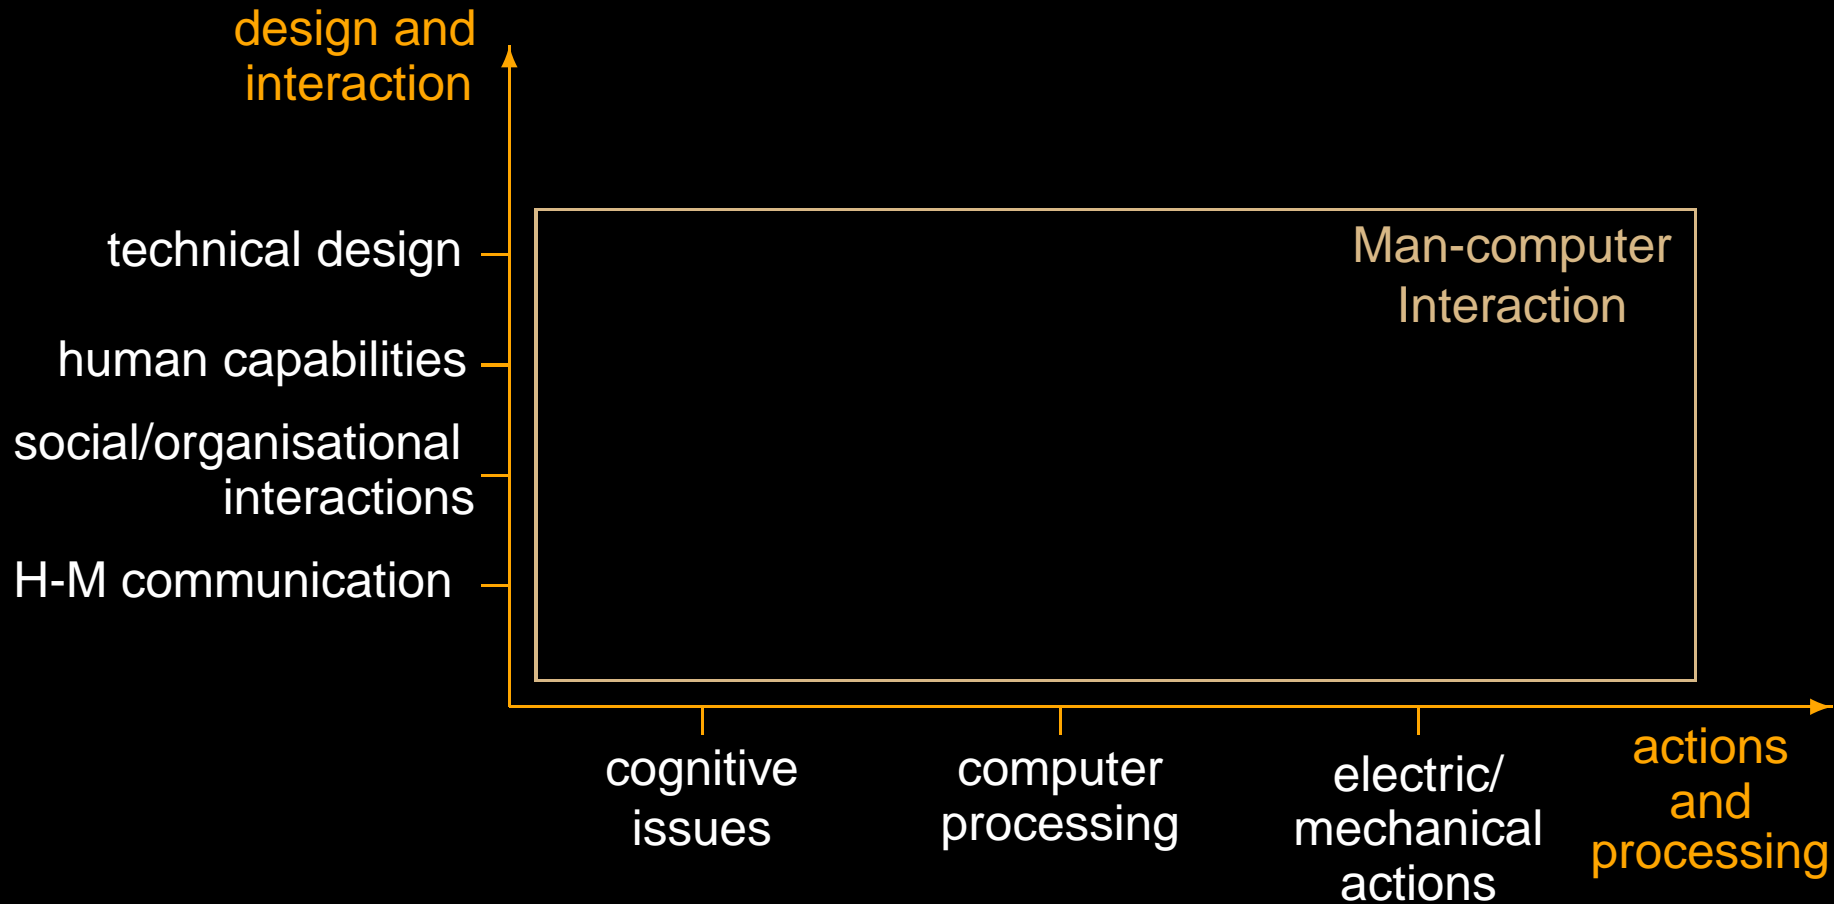 design and
interaction
technical design
human capabilities
social/organisational
interactions
H-M communication
Man-computer
Interaction
cognitive
issues
computer
processing
electric/
mechanical
actions
actions
and
processing